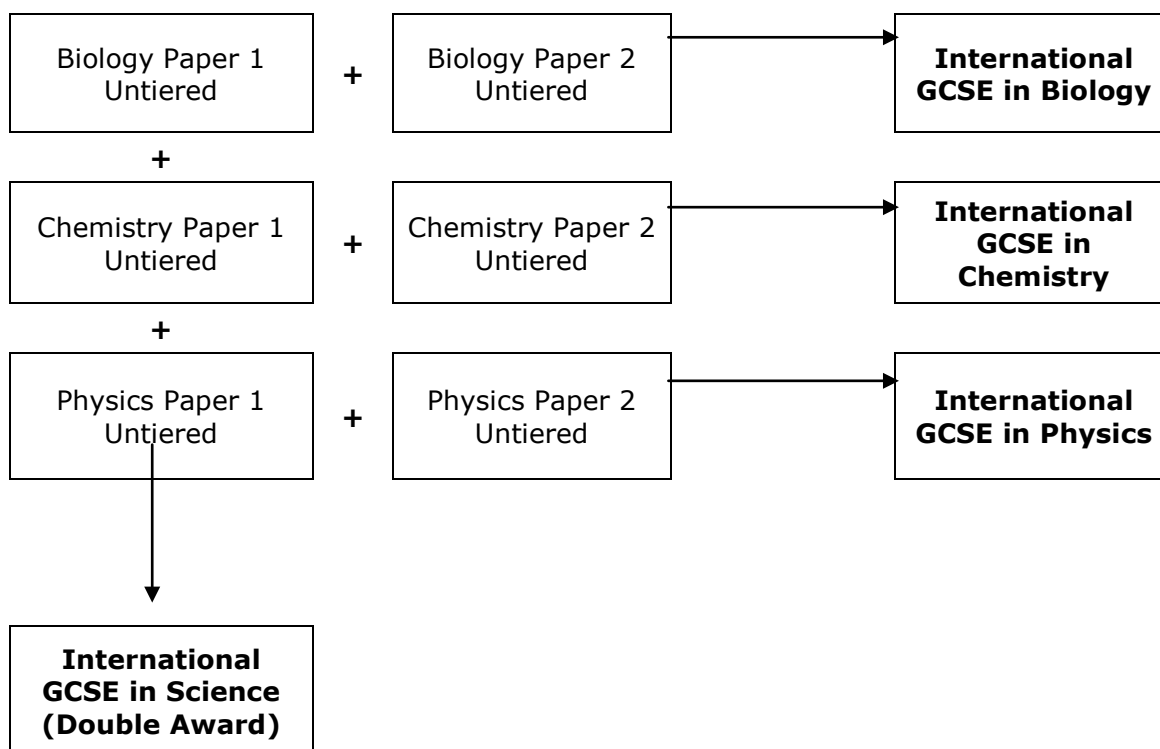 Biology Paper 1
Untiered
+
Biology Paper 2
Untiered
International
GCSE in Biology
+
Chemistry Paper 1
Untiered
+
Chemistry Paper 2
Untiered
International
GCSE in
Chemistry
+
Physics Paper 1
Untiered
+
Physics Paper 2
Untiered
International
GCSE in Physics
International
GCSE in Science
(Double Award)